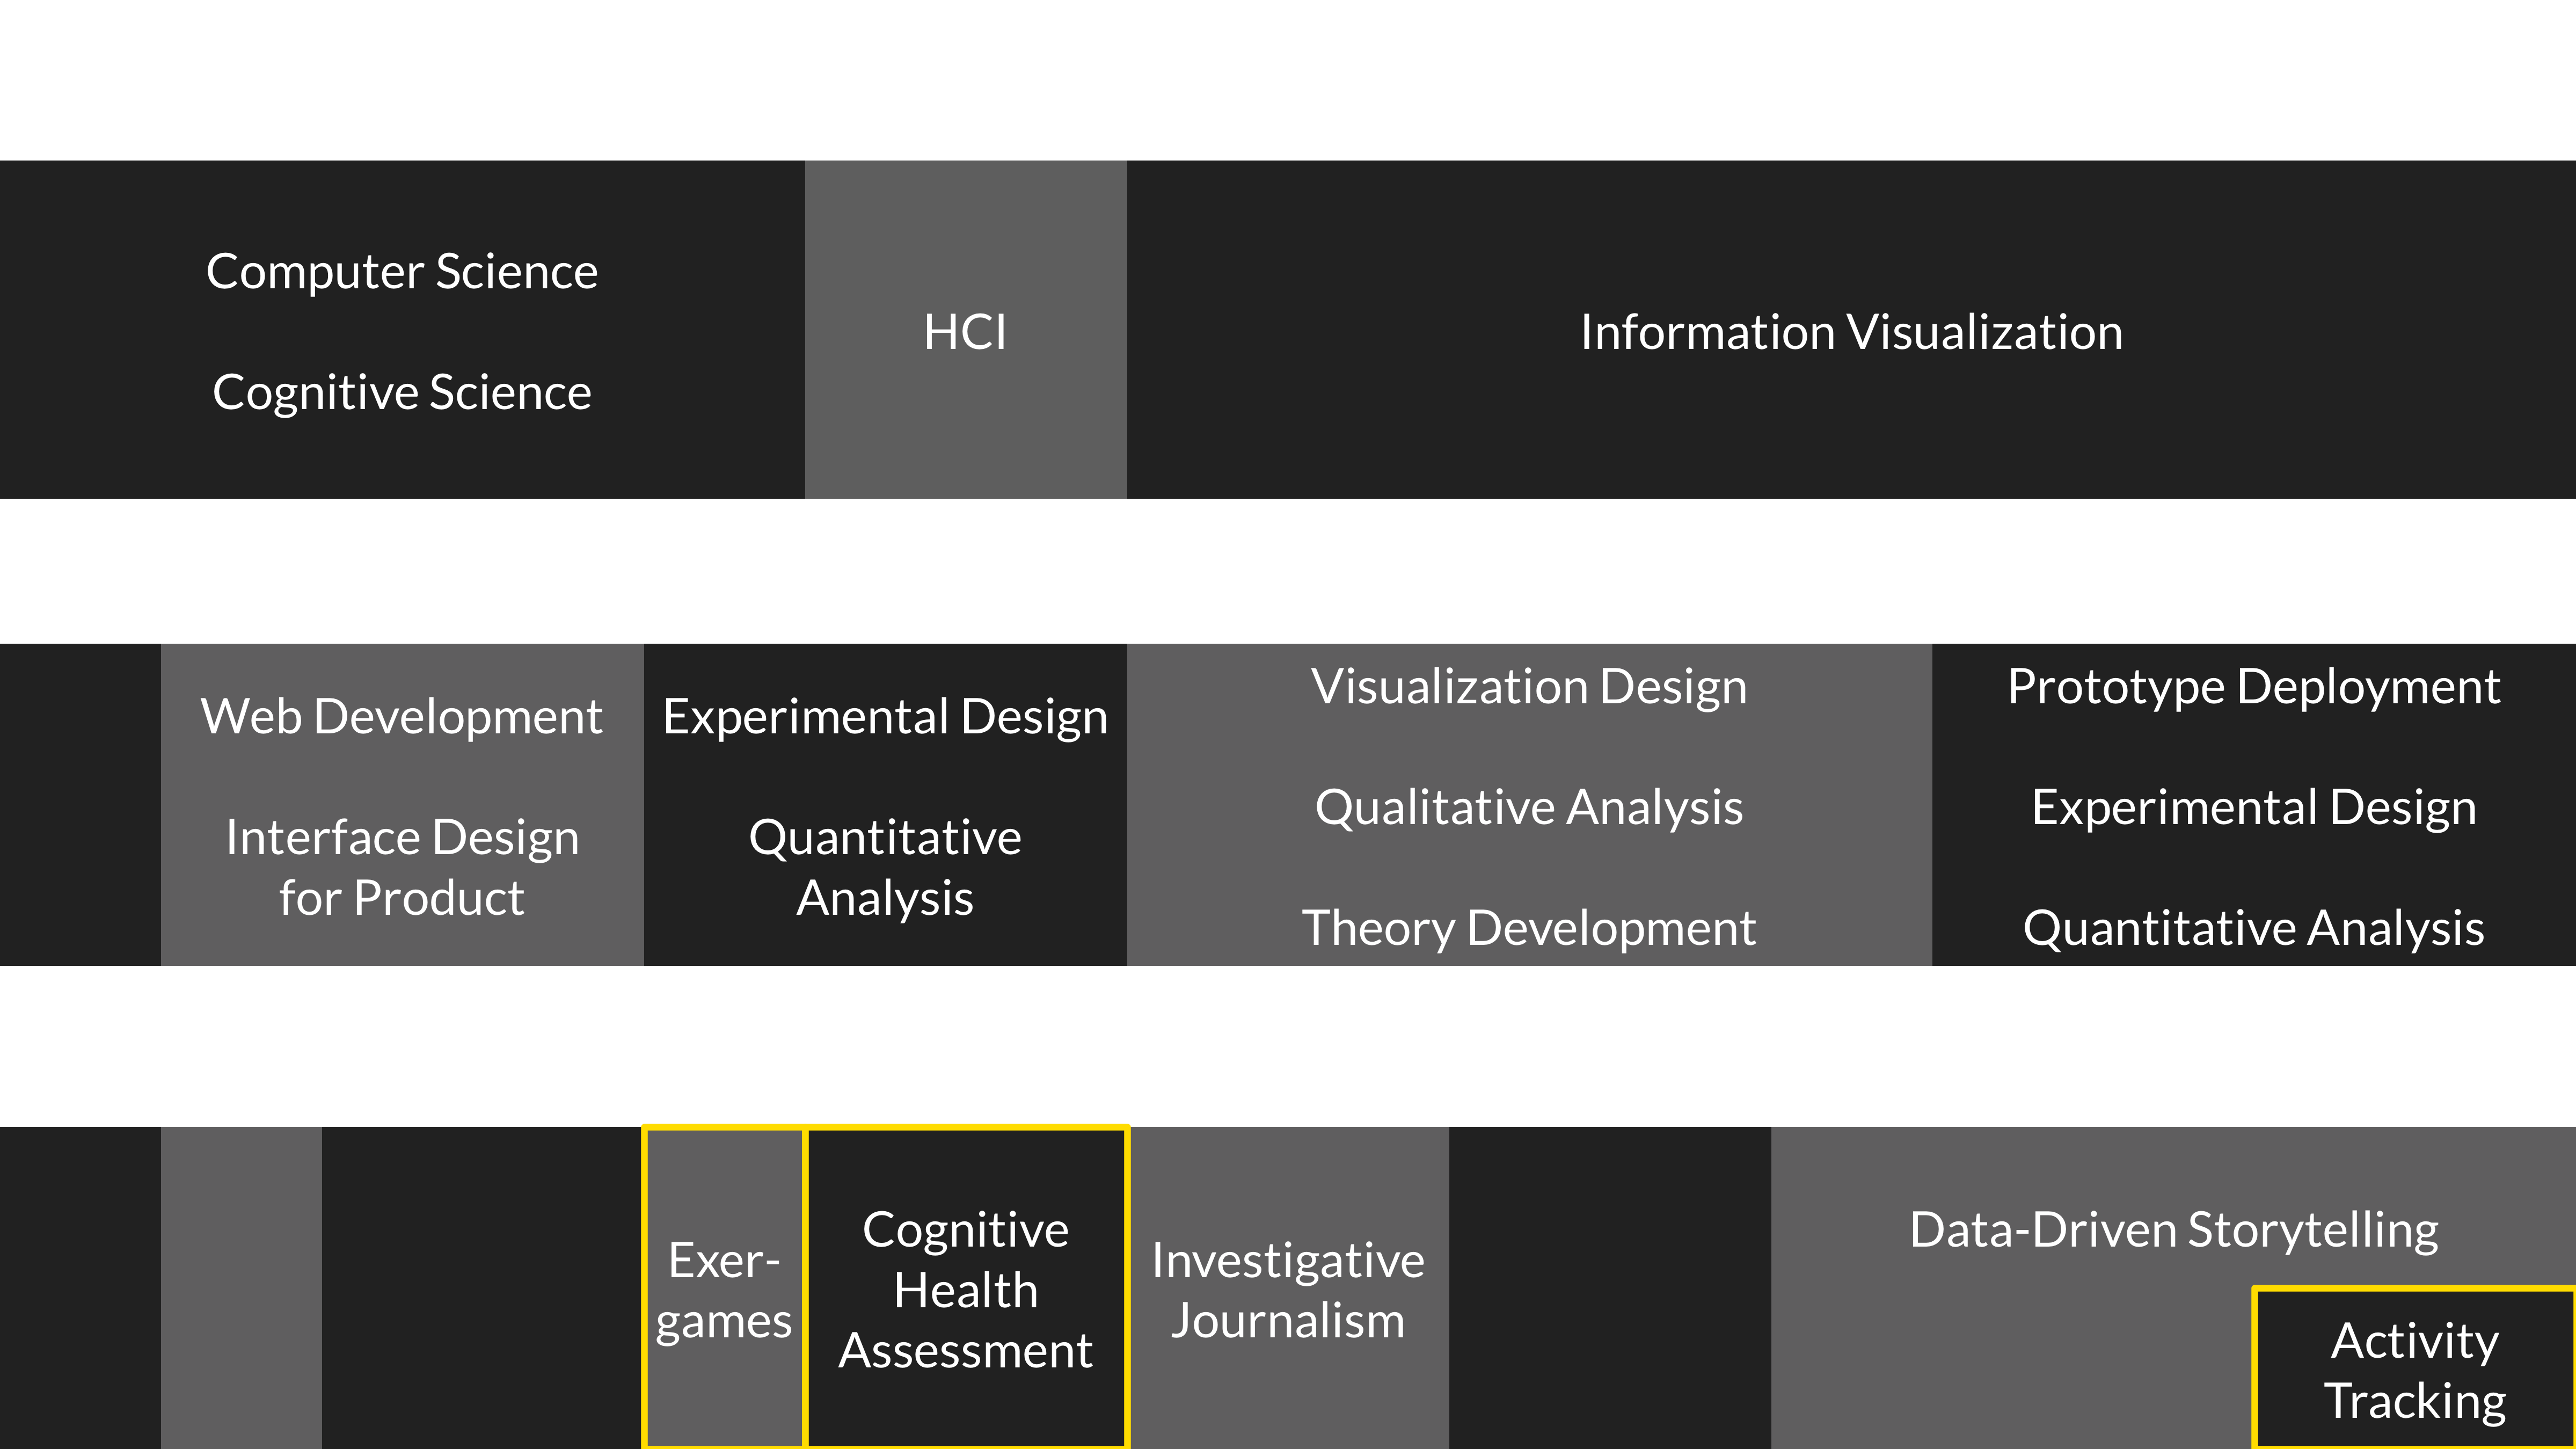 Computer Science
Cognitive Science
HCI
Information Visualization
Web Development
Interface Design
for Product
Experimental Design
Quantitative
Analysis
Visualization Design
Qualitative Analysis
Theory Development
Prototype Deployment
Experimental Design
Quantitative Analysis
Exer-
games
Cognitive
Health
Assessment
Investigative
Journalism
Data-Driven Storytelling
Activity
Tracking